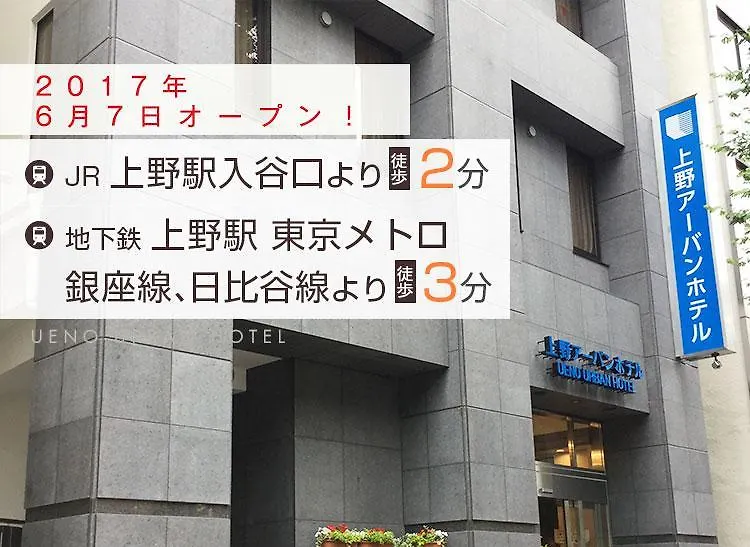 2017年
6月7日オープン!
JR 上野駅入谷口より 徒歩 2分
地下鉄 上野駅 東京メトロ
銀座線、日比谷線より 徒歩 3分
UENO HOTEL
上野アーバンホテル
UENO URBAN HOTEL
上野アーバンホテル